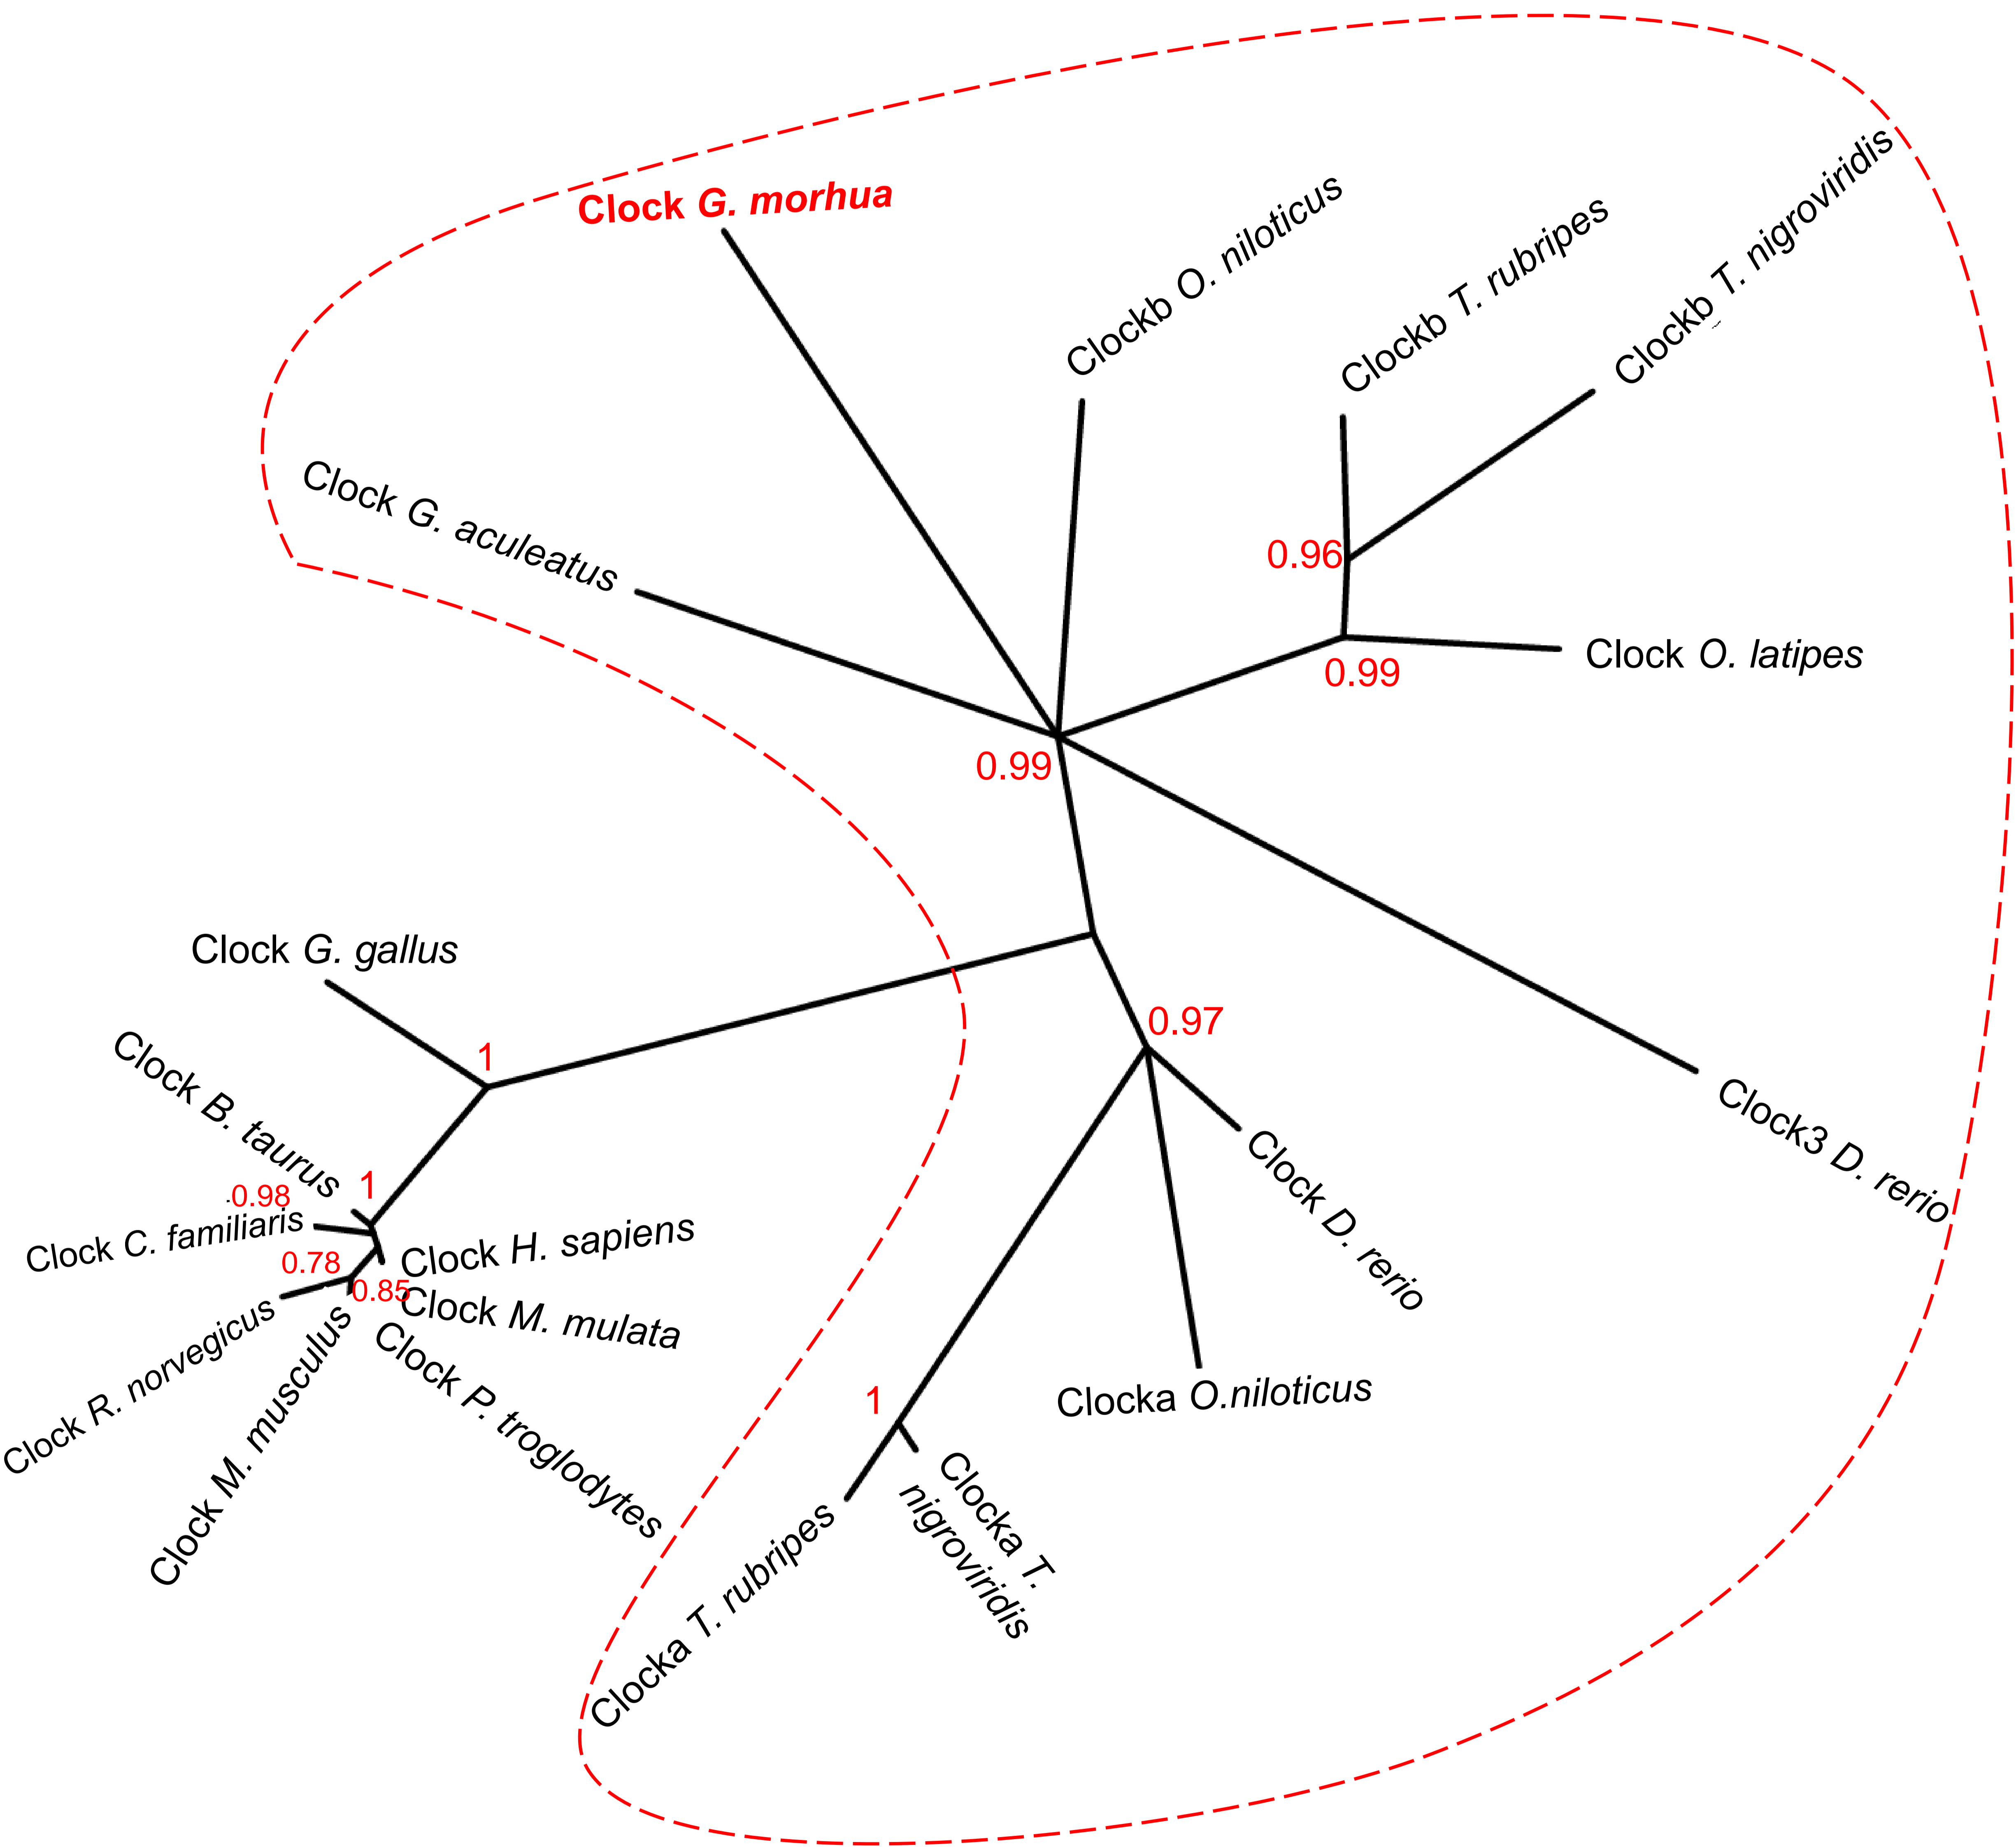 Clock G. morhua
Clockb O. niloticus
Clockb T. rubripes
Clockb T. nigroviridis
Clock G. aculeatus
0.96
Clock O. latipes
0.99
0.99
Clock G. gallus
0.97
1
Clock B. taurus
Clock3 D. rerio
1
0.98
Clock C. familiaris
Clock H. sapiens
Clock D. rerio
0.78
0.85
Clock M. mulata
Clock R. norvegicus
Clock M. musculus
Clock P. troglodytes
1
Clocka O.niloticus
Clocka T.
nigroviridis
Clocka T. rubripes